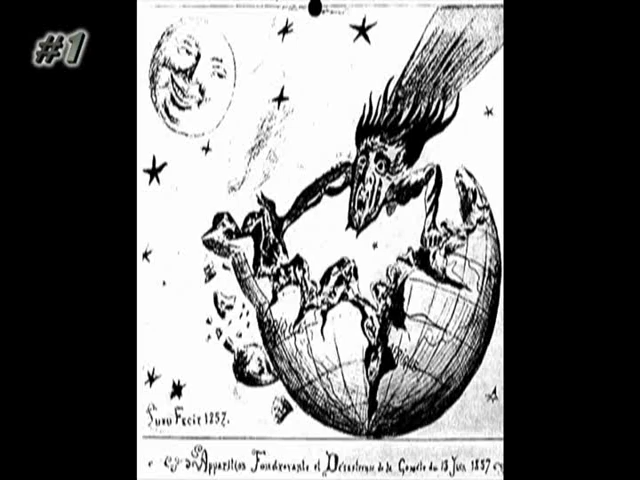 #1
Fecit 1857.
Apparition Foudroyante et Désastreuse de la Comète du 13 Juin 1857